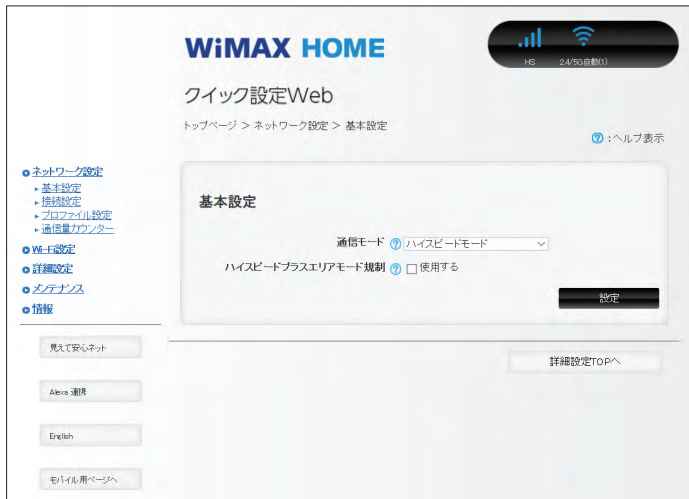 WiMAX HOME
HS 2.4/5G自動(1)
クイック設定Web
トップページ > ネットワーク設定 > 基本設定
?：ヘルプ表示
ネットワーク設定
基本設定
接続設定
プロファイル設定
通信量カウンター
Wi-Fi設定
詳細設定
メンテナンス
情報
見えて安心ネット
Alexa 連携
English
モバイル用ページへ
基本設定
通信モード ? ハイスピードモード
ハイスピードプラスエリアモード規制 ? 使用する
設定
詳細設定TOPへ